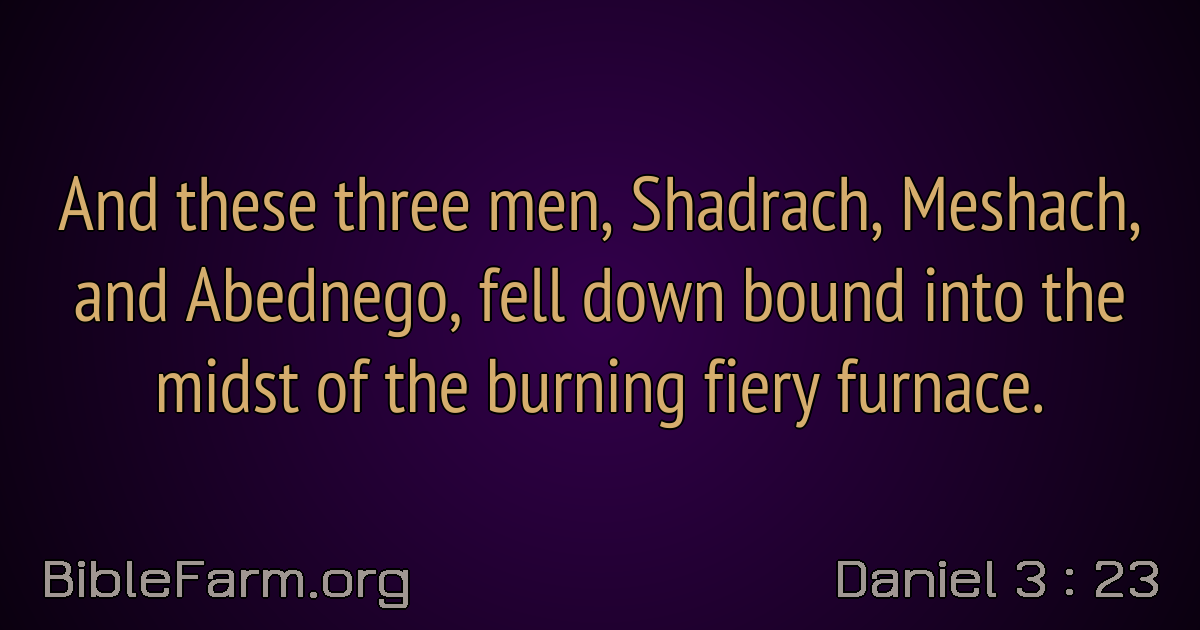 And these three men, Shadrach, Meshach,
and Abednego, fell down bound into the
midst of the burning fiery furnace.
BibleFarm.org
Daniel 3 : 23